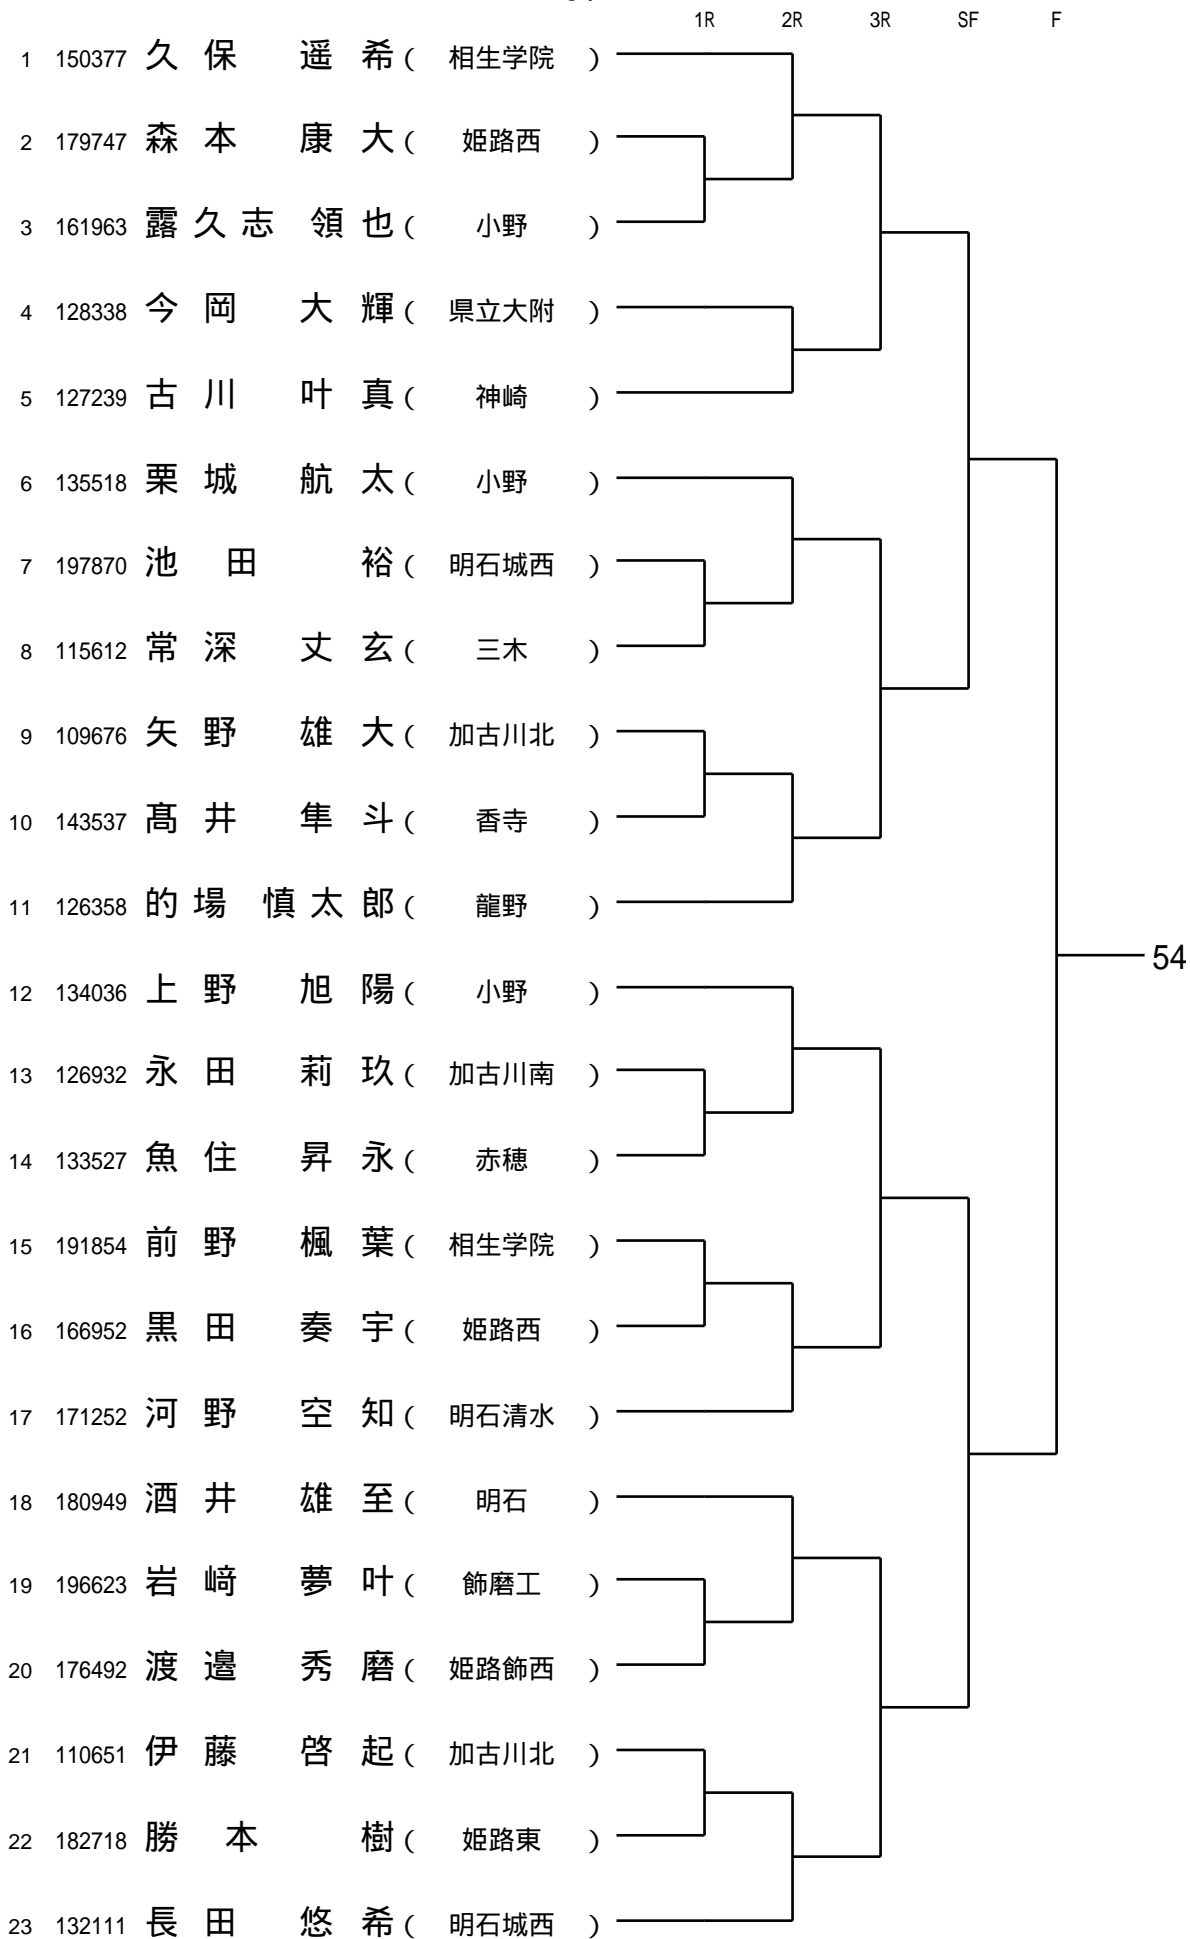 1R 2R 3R SF F
1 150377 久保 遥希 ( 相生学院 )
2 179747 森本 康大 ( 姫路西 )
3 161963 露久志 領也 ( 小野 )
4 128338 今岡 大輝 ( 県立大附 )
5 127239 古川 叶真 ( 神崎 )
6 135518 栗城 航太 ( 小野 )
7 197870 池田 裕 ( 明石城西 )
8 115612 常深 丈玄 ( 三木 )
9 109676 矢野 雄大 ( 加古川北 )
10 143537 髙井 隼斗 ( 香寺 )
11 126358 的場 慎太郎 ( 龍野 )
54
12 134036 上野 旭陽 ( 小野 )
13 126932 永田 莉玖 ( 加古川南 )
14 133527 魚住 昇永 ( 赤穂 )
15 191854 前野 楓葉 ( 相生学院 )
16 166952 黒田 奏宇 ( 姫路西 )
17 171252 河野 空知 ( 明石清水 )
18 180949 酒井 雄至 ( 明石 )
19 196623 岩﨑 夢叶 ( 飾磨工 )
20 176492 渡邉 秀磨 ( 姫路飾西 )
21 110651 伊藤 啓起 ( 加古川北 )
22 182718 勝本 樹 ( 姫路東 )
23 132111 長田 悠希 ( 明石城西 )